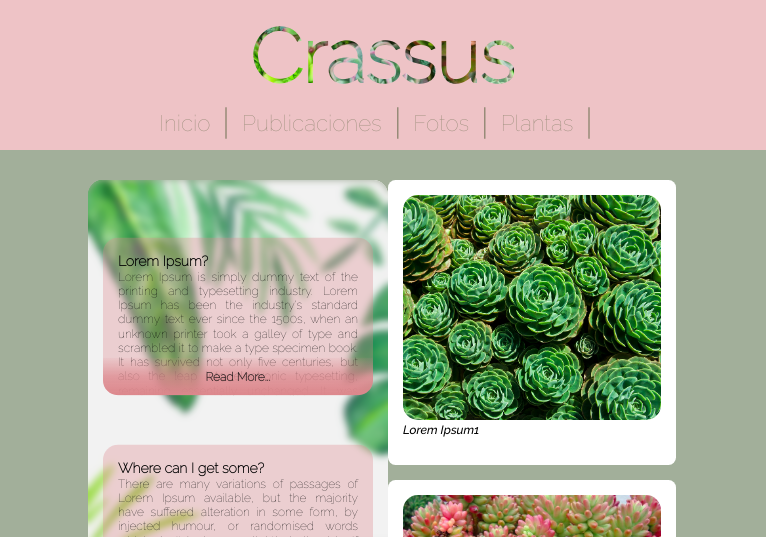 Crassus
Inicio
Publicaciones
Fotos
Plantas
Lorem Ipsum?
Lorem Ipsum is simply dummy text of the
printing and typesetting industry. Lorem
Ipsum has been the industry's standard
dummy text ever since the 1500s, when an
unknown printer took a galley of type and
scrambled it to make a type specimen book.
It has survived not only five centuries, but
also the leap typesetting,
Read More...
Where can I get some?
There are many variations of passages of
Lorem Ipsum available, but the majority
have suffered alteration in some form, by
injected humour, or randomised words
Lorem Ipsum1